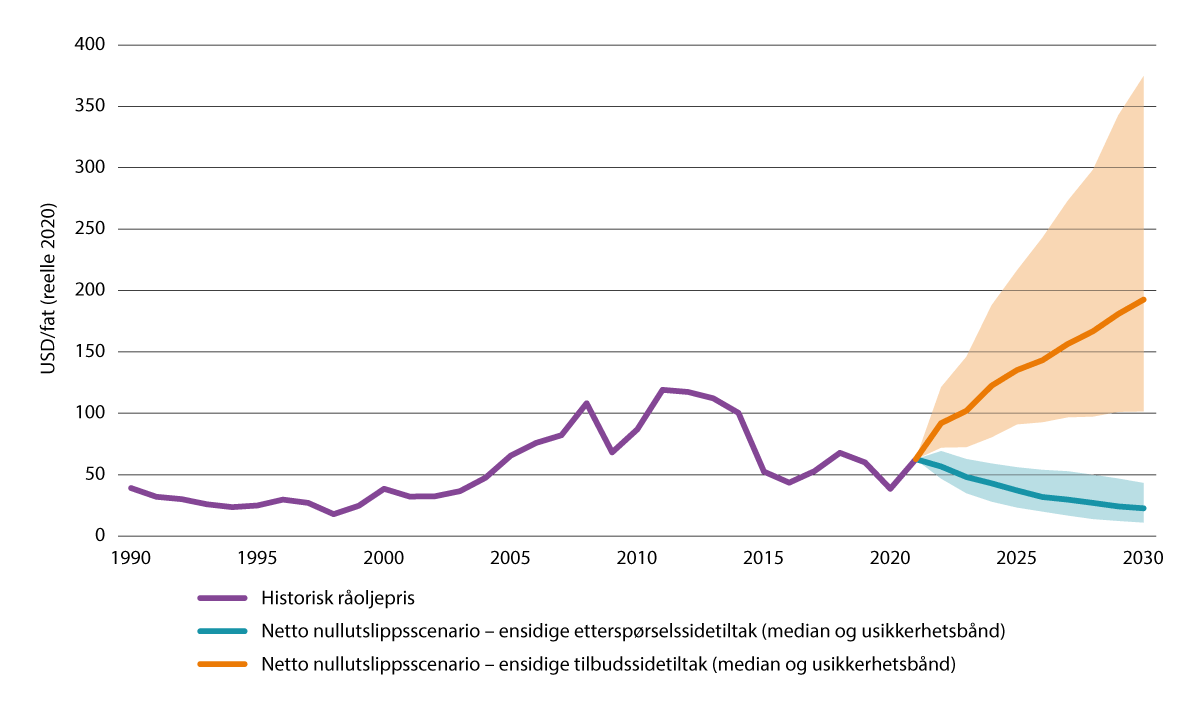 400
350
300
250
200
150
100
50
0
USD/fat (reelle 2020)
1990 1995 2000 2005 2010 2015 2020 2025 2030
Historisk råoljepris
Netto nullutslippsscenario – ensidige etterspørselssidetiltak (median og usikkerhetsbånd)
Netto nullutslippsscenario – ensidige tilbudssidetiltak (median og usikkerhetsbånd)